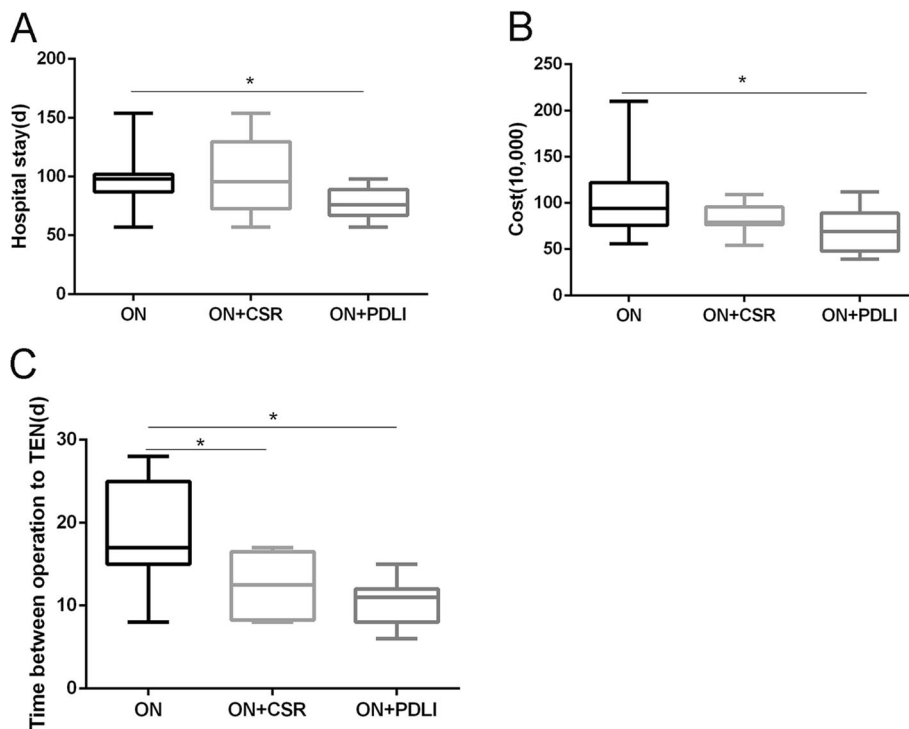 A
Hospital stay(d)
200
150
100
50
0
*
ON
ON+CSR
ON+PDLI
B
Cost(10,000)
250
200
150
100
50
0
*
ON
ON+CSR
ON+PDLI
C
Time between operation to TEN(d)
30
20
10
0
*
*
ON
ON+CSR
ON+PDLI